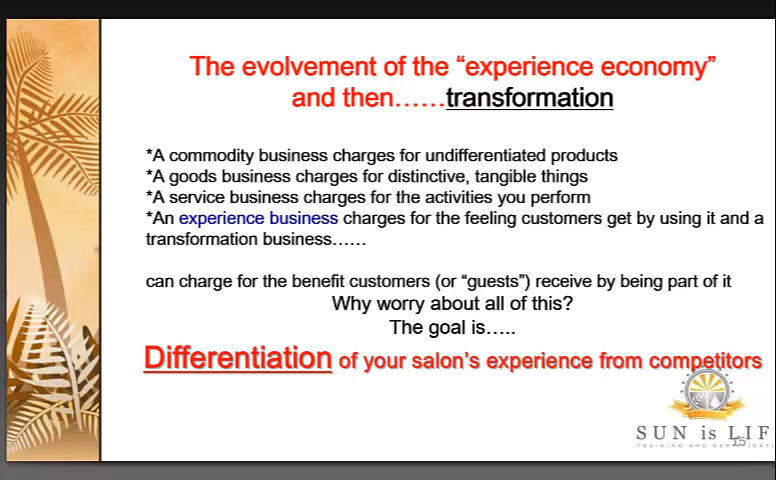 The evolvement of the “experience economy”
and then……transformation
*A commodity business charges for undifferentiated products
*A goods business charges for distinctive, tangible things
*A service business charges for the activities you perform
*An experience business charges for the feeling customers get by using it and a
transformation business……
can charge for the benefit customers (or “guests”) receive by being part of it
Why worry about all of this?
The goal is…..
Differentiation of your salon’s experience from competitors
SUN is LIF
15
TRAINING AND